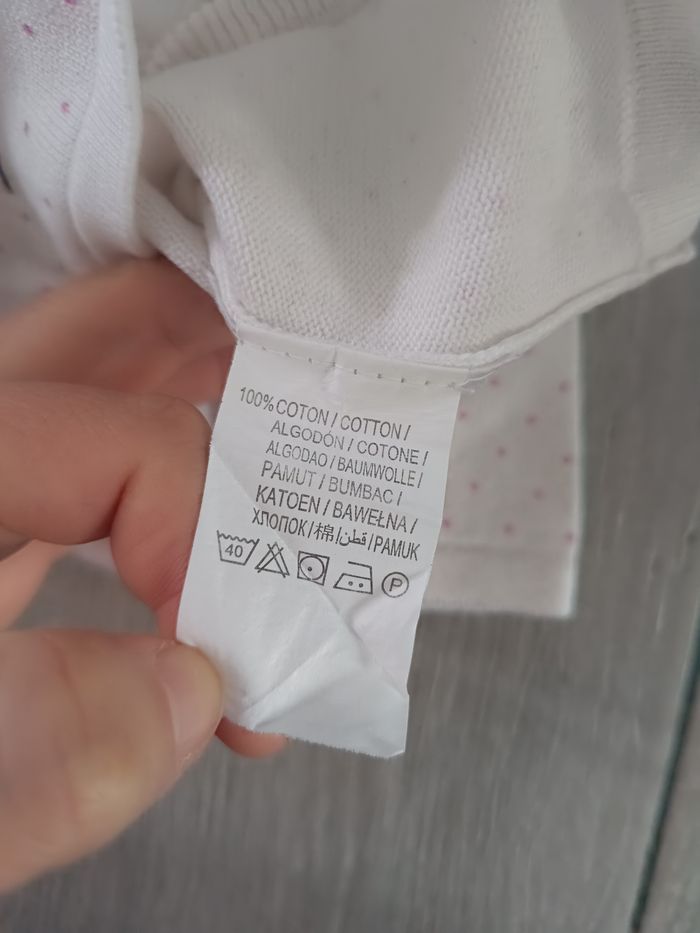 100% COTON / COTTON /
ALGODÓN / COTONE /
ALGODAO / BAUMWOLLE /
PAMUT / BUMBAC /
KATOEN / BAWEŁNA /
ХЛОПОК / 棉 / قطن / PAMUK
40 P